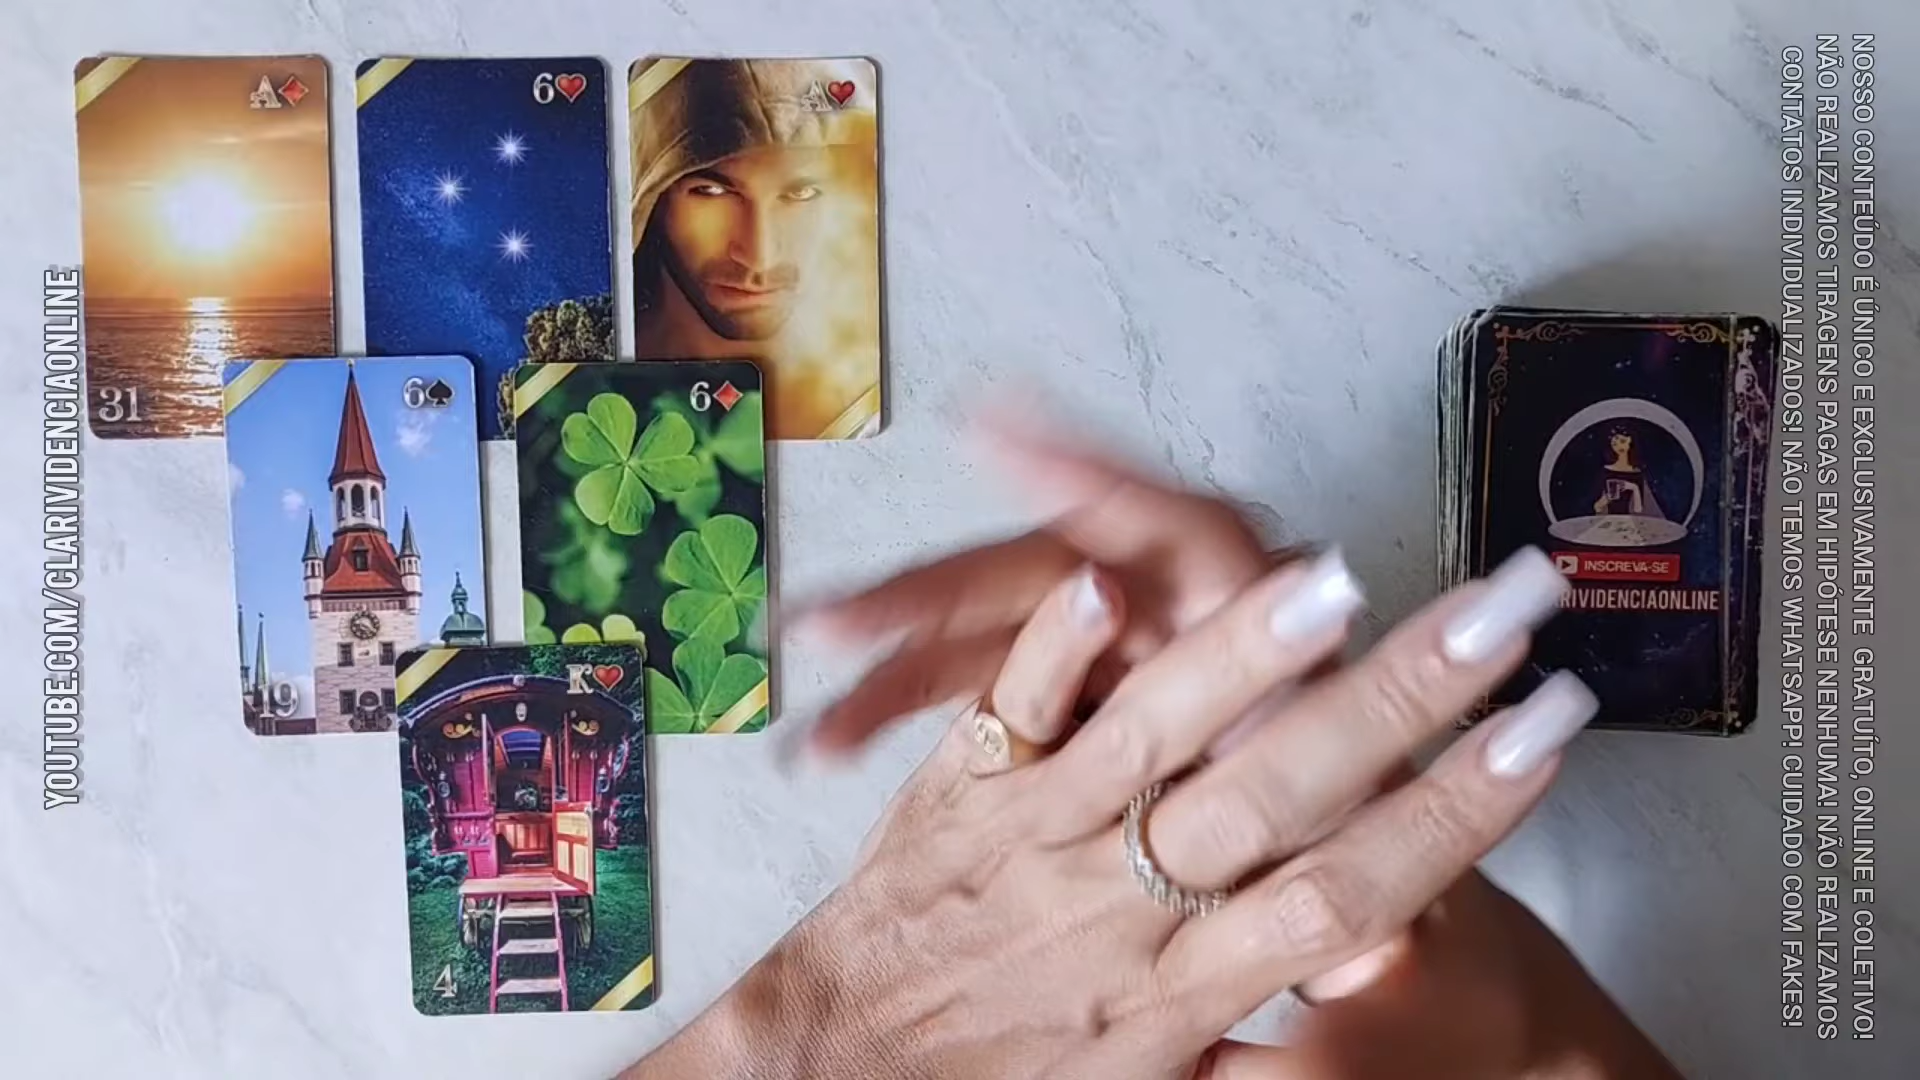 YOUTUBE.COM/CLARIVIDENCIAONLINE
A
31
6
A
6
19
6
K
4
INSCREVA-SE
ARIVIDENCIAONLINE
NOSSO CONTEÚDO É ÚNICO E EXCLUSIVAMENTE GRATUÍTO, ONLINE E COLETIVO!
NÃO REALIZAMOS TIRAGENS PAGAS EM HIPÓTESE NENHUMA! NÃO REALIZAMOS
CONTATOS INDIVIDUALIZADOS! NÃO TEMOS WHATSAPP! CUIDADO COM FAKES!